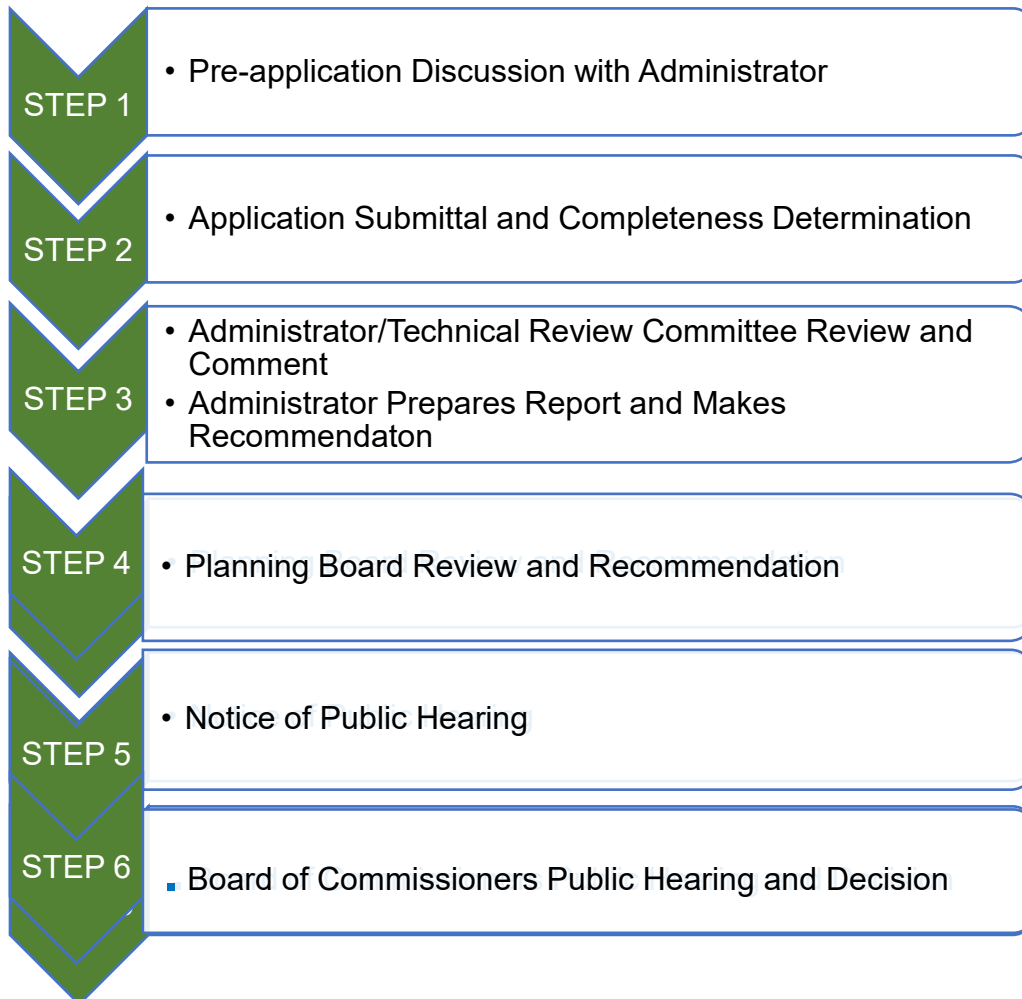 STEP 1
• Pre-application Discussion with Administrator
STEP 2
• Application Submittal and Completeness Determination
STEP 3
• Administrator/Technical Review Committee Review and
Comment
• Administrator Prepares Report and Makes
Recommendaton
STEP 4
• Planning Board Review and Recommendation
STEP 5
• Notice of Public Hearing
STEP 6
▪ Board of Commissioners Public Hearing and Decision